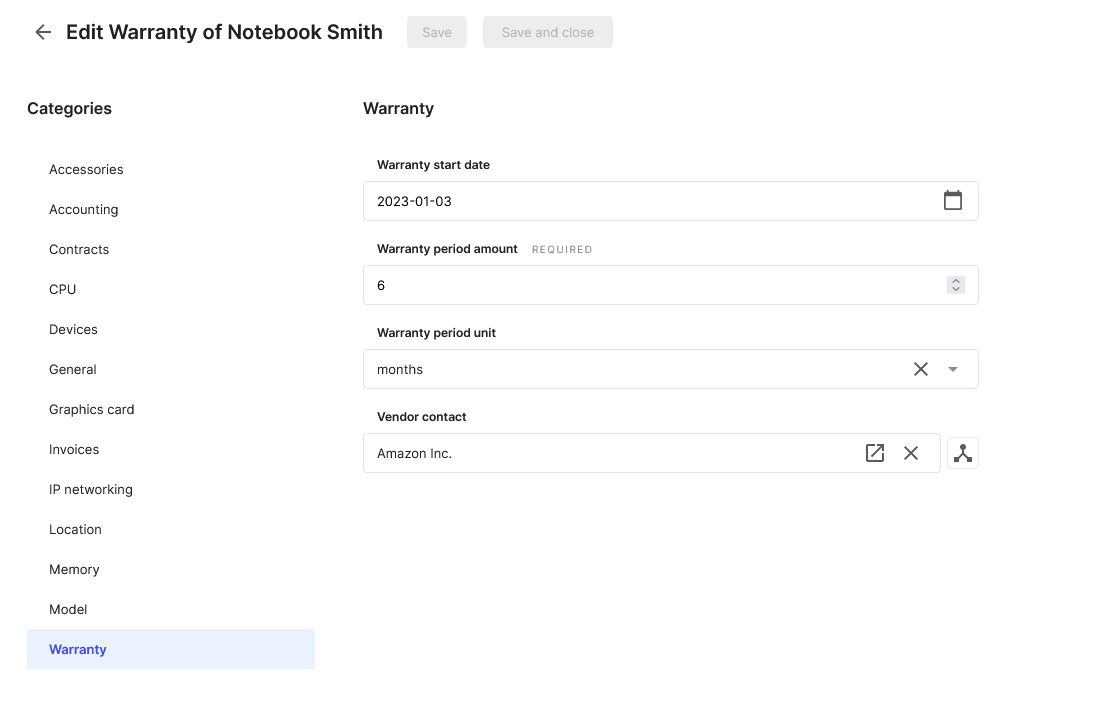 Edit Warranty of Notebook Smith
Save
Save and close
Categories
Accessories
Accounting
Contracts
CPU
Devices
General
Graphics card
Invoices
IP networking
Location
Memory
Model
Warranty
Warranty
Warranty start date
2023-01-03
Warranty period amount REQUIRED
6
Warranty period unit
months
Vendor contact
Amazon Inc.